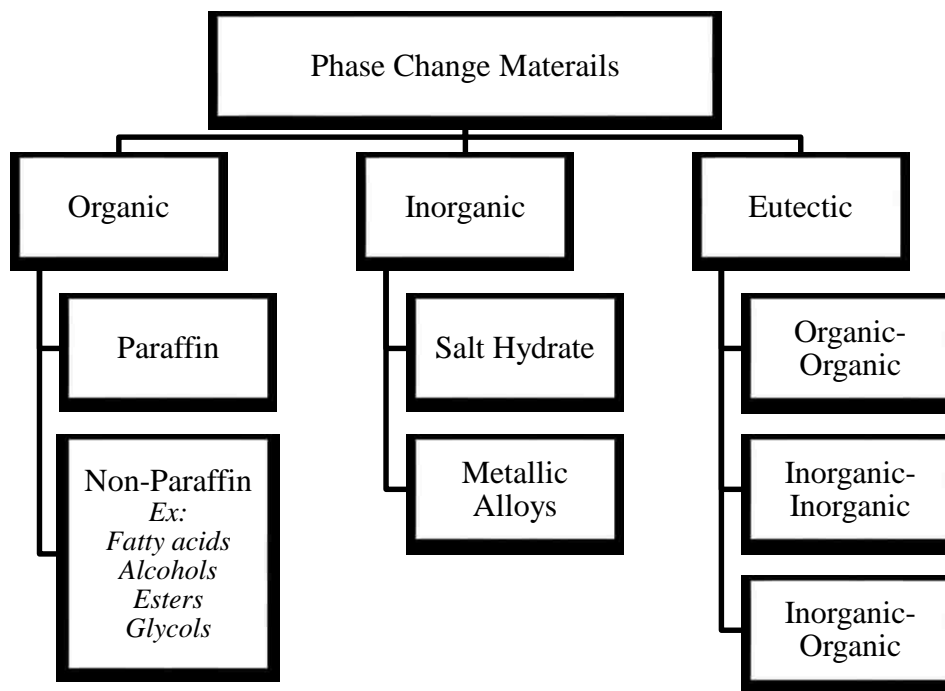 Phase Change Materails
Organic
Inorganic
Eutectic
Paraffin
Non-Paraffin
Ex:
Fatty acids
Alcohols
Esters
Glycols
Salt Hydrate
Metallic
Alloys
Organic-
Organic
Inorganic-
Inorganic
Inorganic-
Organic